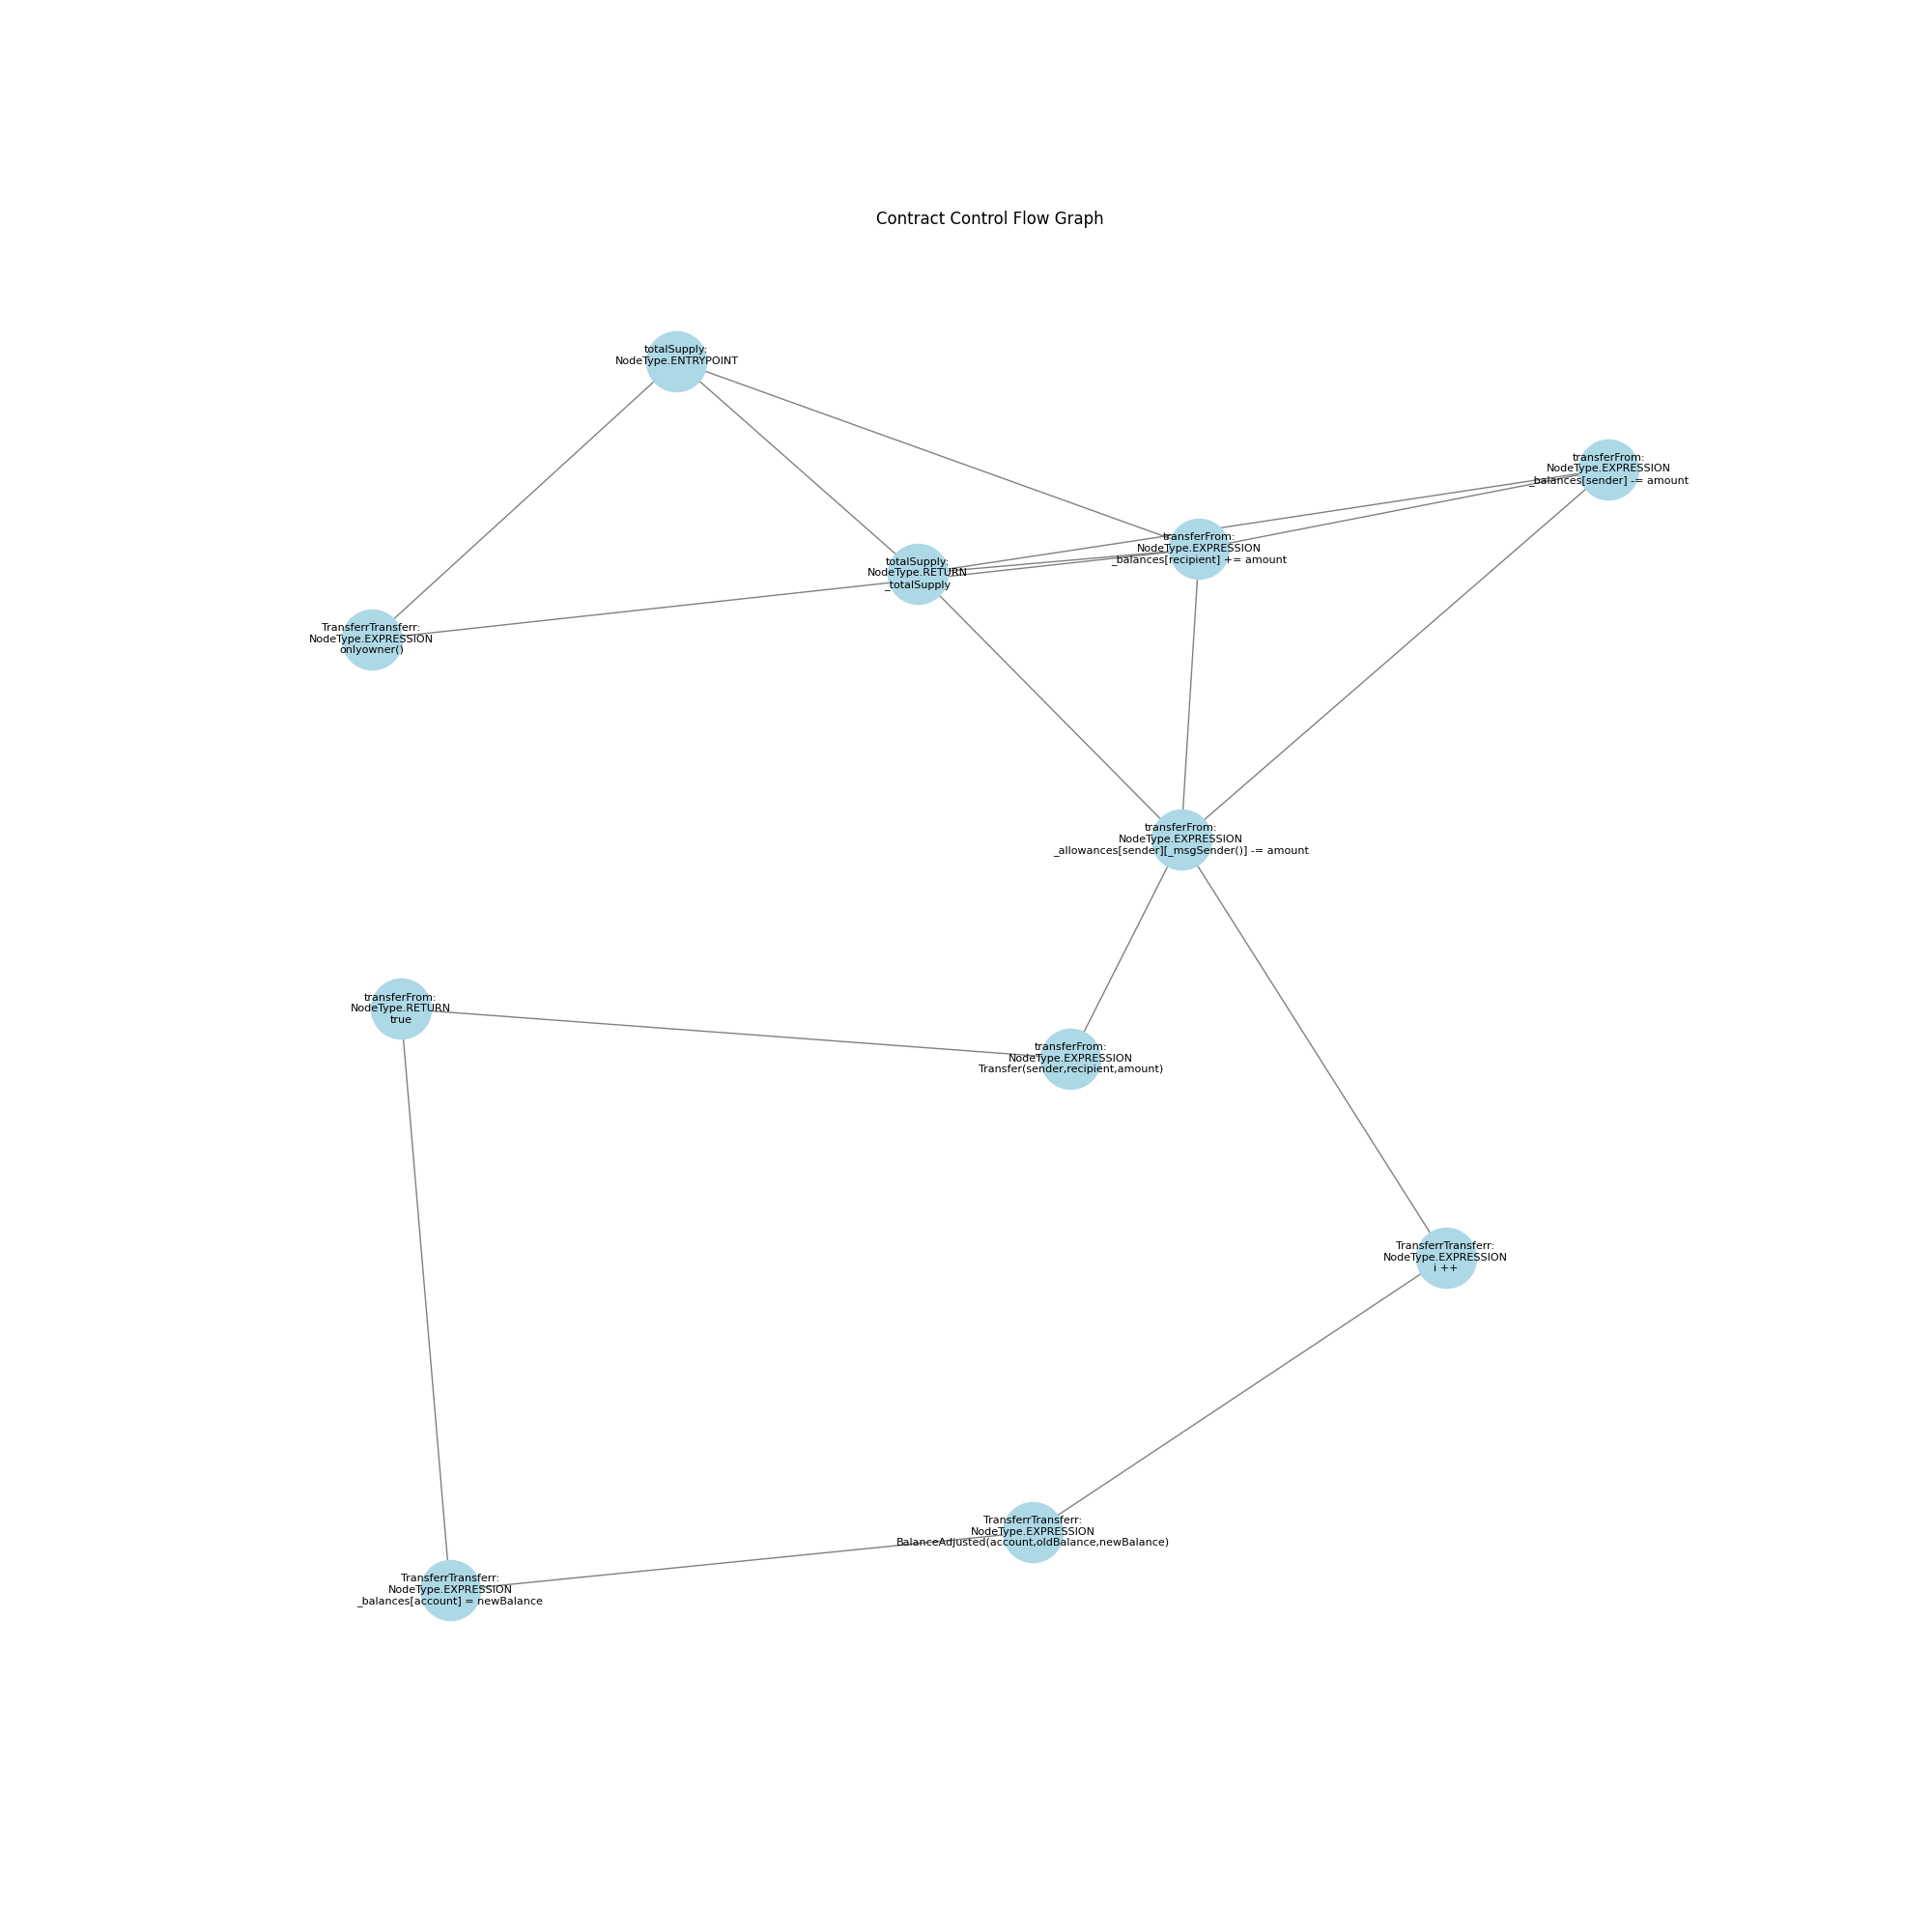 Contract Control Flow Graph
totalSupply:
NodeType.ENTRYPOINT
transferFrom:
NodeType.EXPRESSION
_balances[sender] -= amount
transferFrom:
NodeType.EXPRESSION
_balances[recipient] += amount
totalSupply:
NodeType.RETURN
_totalSupply
TransferrTransferr:
NodeType.EXPRESSION
onlyowner()
transferFrom:
NodeType.EXPRESSION
_allowances[sender][_msgSender()] -= amount
transferFrom:
NodeType.RETURN
true
transferFrom:
NodeType.EXPRESSION
Transfer(sender,recipient,amount)
TransferrTransferr:
NodeType.EXPRESSION
i ++
TransferrTransferr:
NodeType.EXPRESSION
BalanceAdjusted(account,oldBalance,newBalance)
TransferrTransferr:
NodeType.EXPRESSION
_balances[account] = newBalance